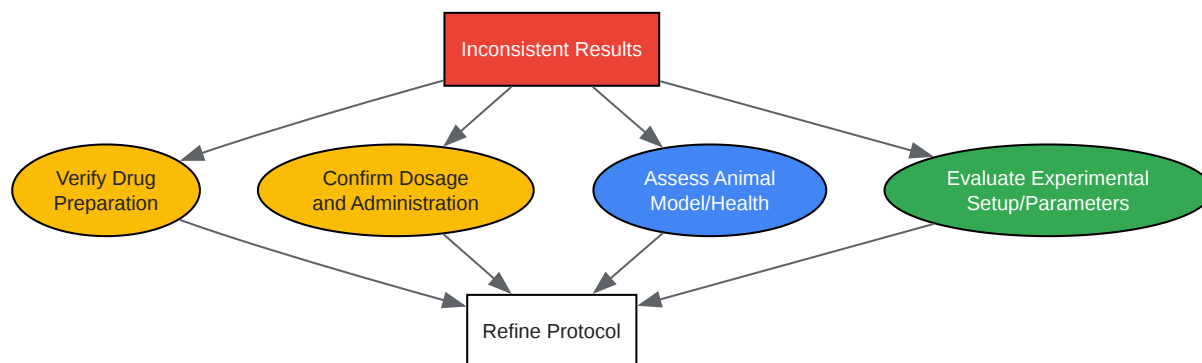 Inconsistent Results
Verify Drug
Preparation
Confirm Dosage
and Administration
Assess Animal
Model/Health
Evaluate Experimental
Setup/Parameters
Refine Protocol